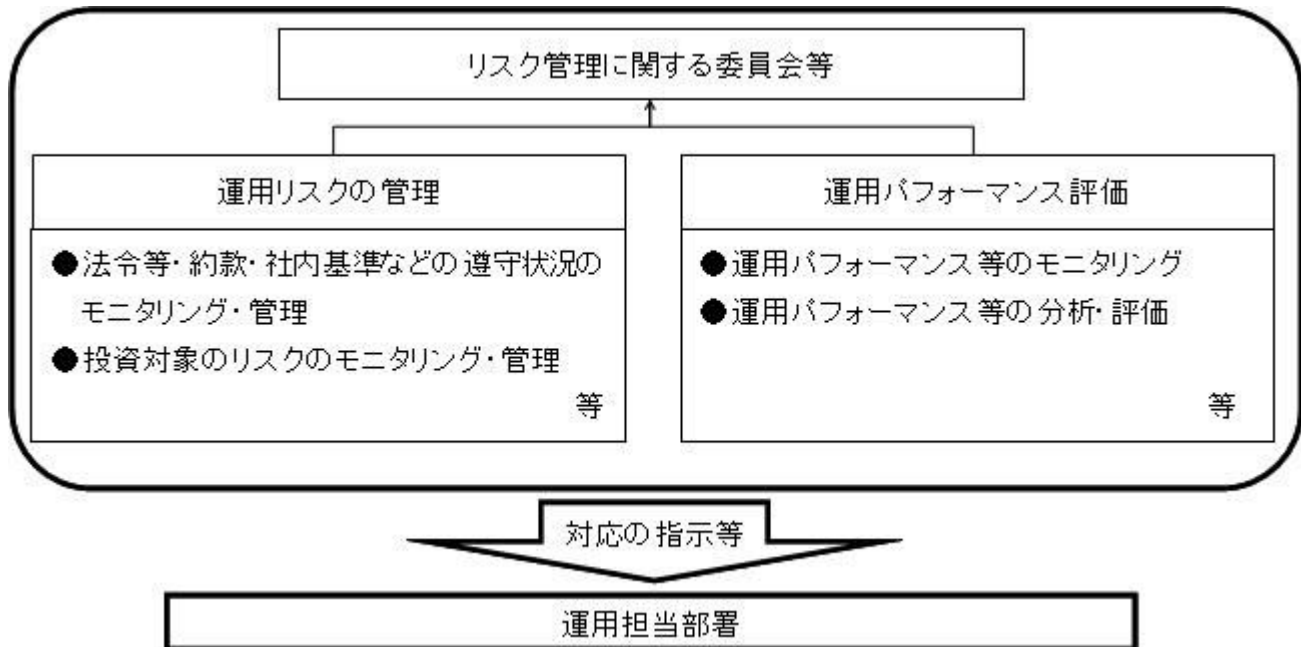 リスク管理に関する委員会等
運用リスクの管理
●法令等・約款・社内基準などの遵守状況の
モニタリング・管理
●投資対象のリスクのモニタリング・管理
等
運用パフォーマンス評価
●運用パフォーマンス等のモニタリング
●運用パフォーマンス等の分析・評価
等
対応の指示等
運用担当部署